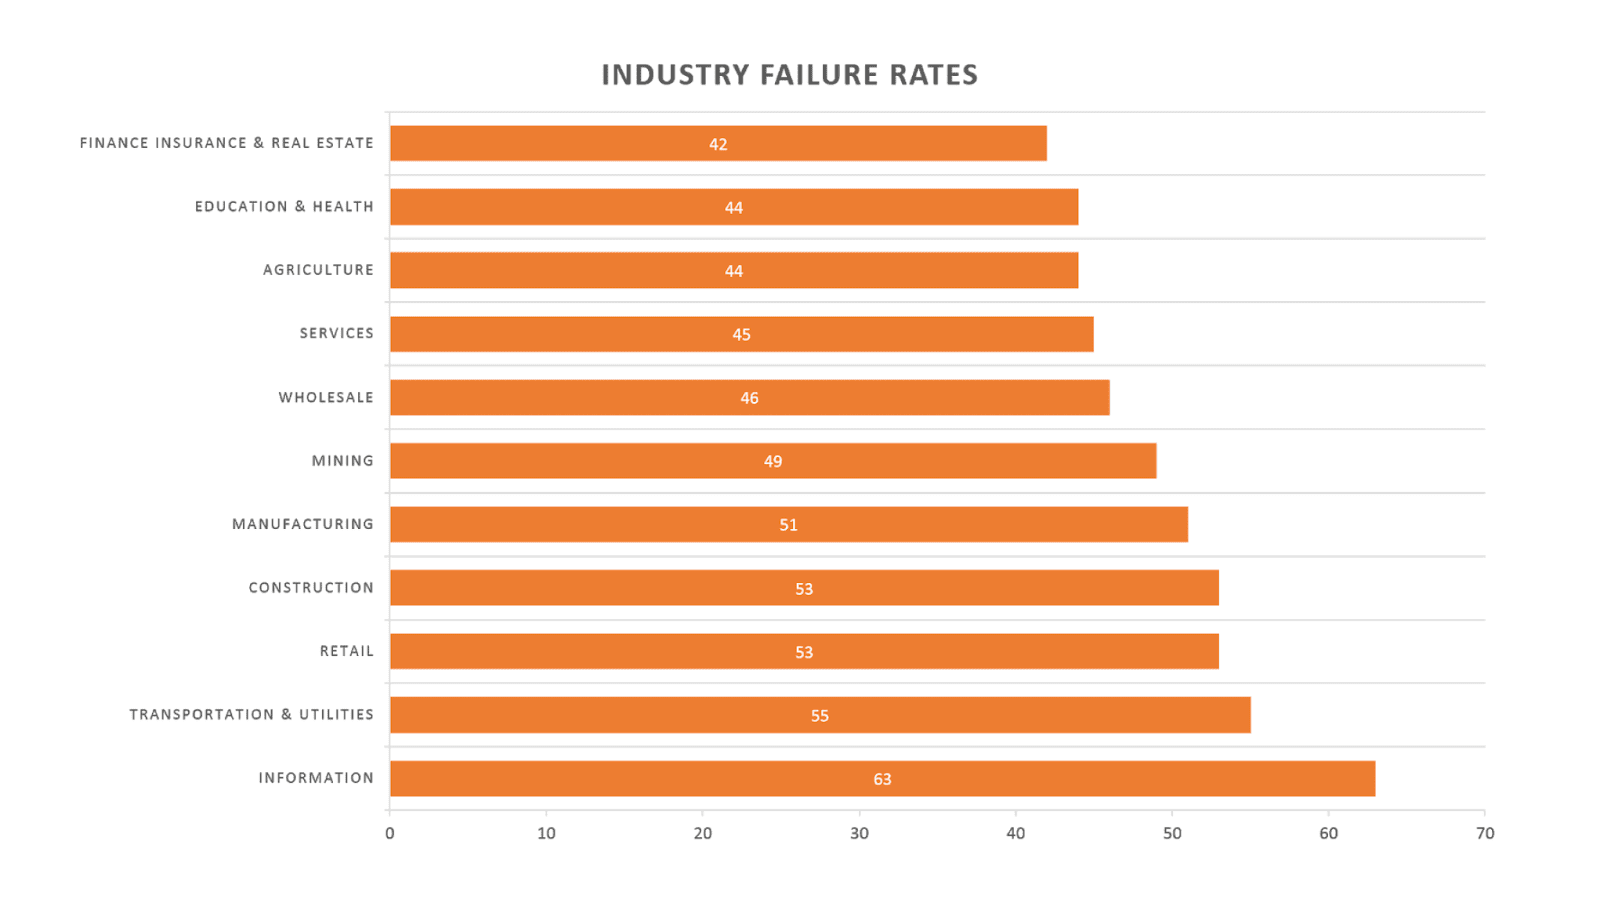 INDUSTRY FAILURE RATES
FINANCE INSURANCE & REAL ESTATE 42
EDUCATION & HEALTH 44
AGRICULTURE 44
SERVICES 45
WHOLESALE 46
MINING 49
MANUFACTURING 51
CONSTRUCTION 53
RETAIL 53
TRANSPORTATION & UTILITIES 55
INFORMATION 63
0 10 20 30 40 50 60 70